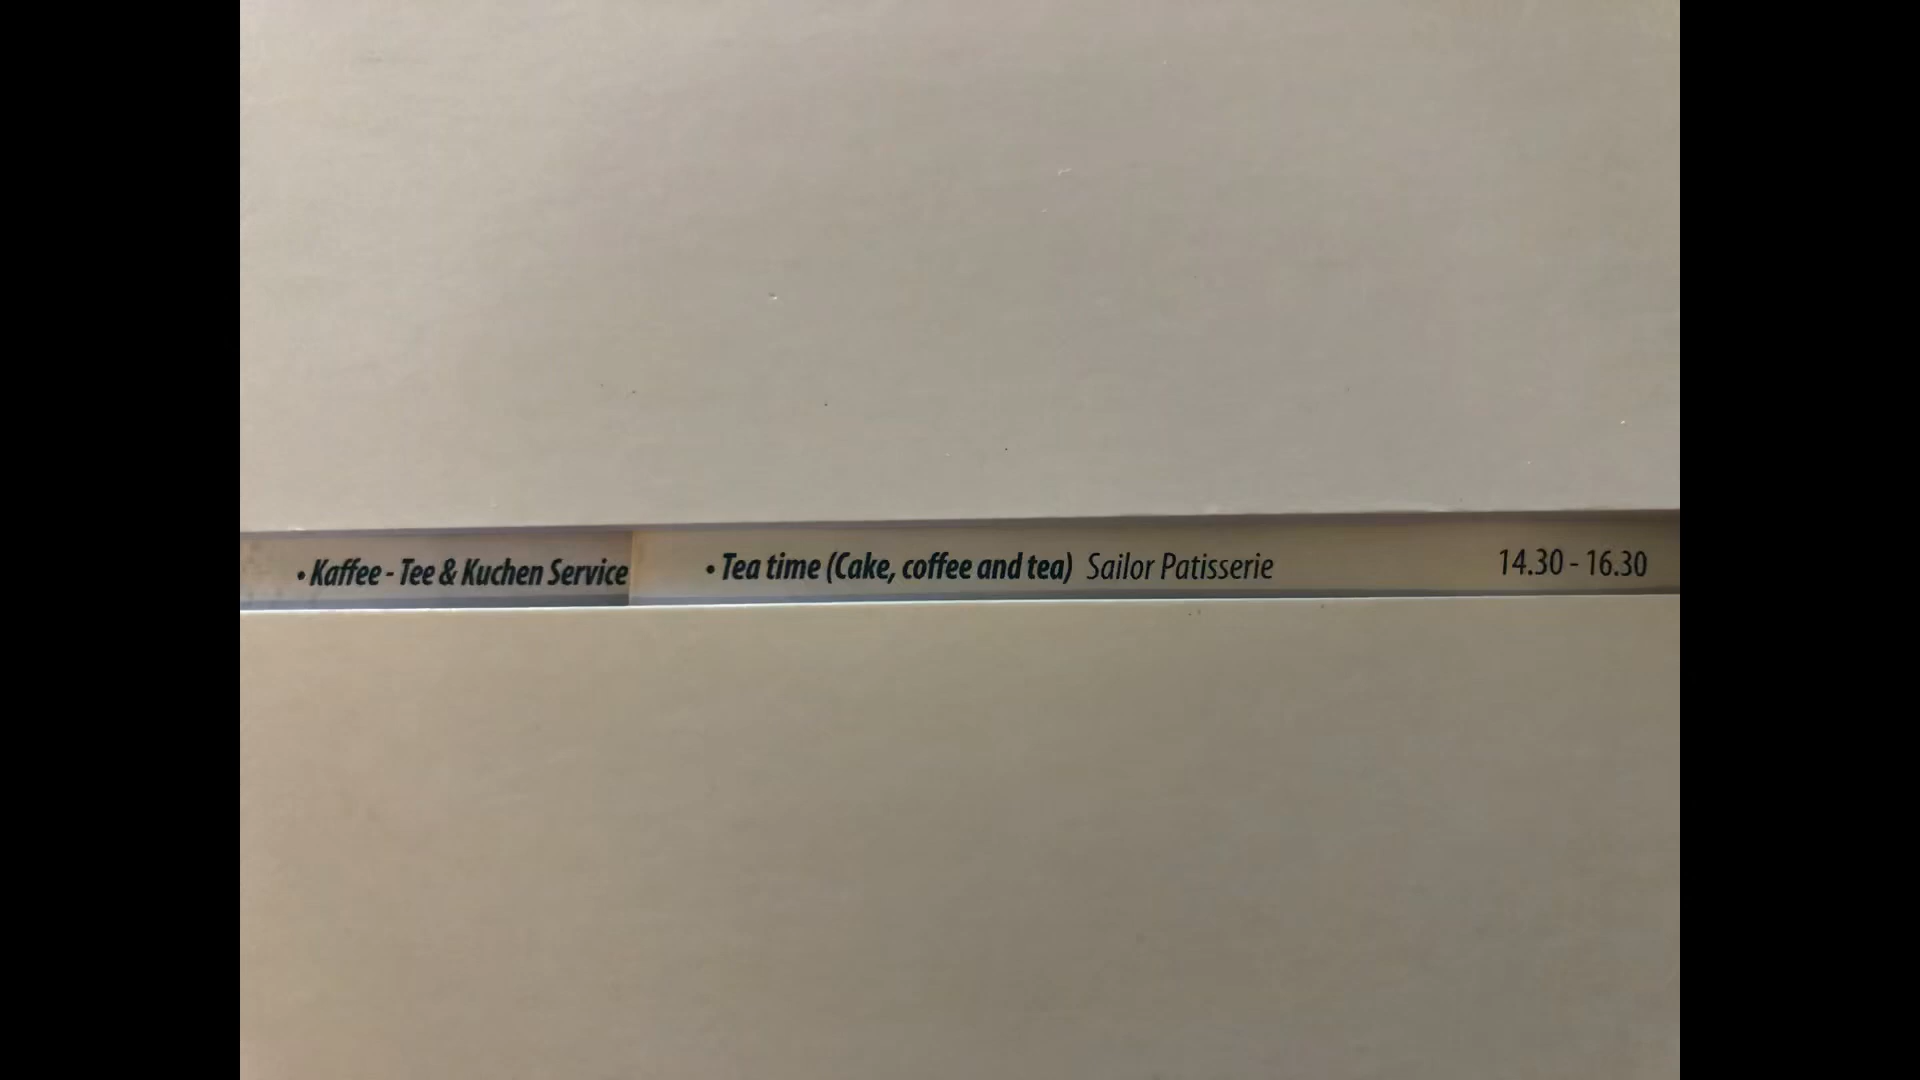 • Kaffee - Tee & Kuchen Service • Tea time (Cake, coffee and tea) Sailor Patisserie 14.30 - 16.30